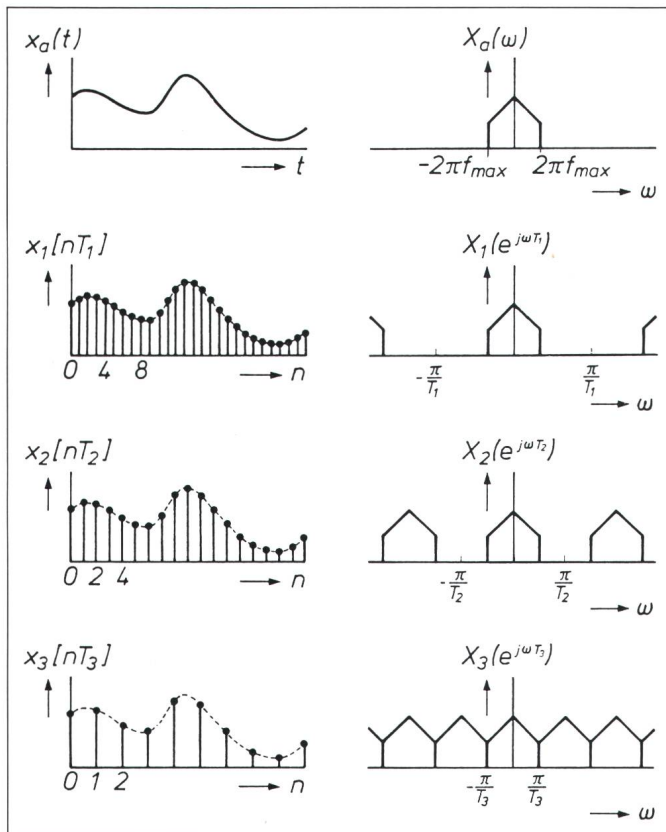 x_a(t)
t
X_a(ω)
-2πf_max 2πf_max
ω
x_1[nT_1]
0 4 8 n
X_1(e^{jωT_1})
-π/T_1 π/T_1
ω
x_2[nT_2]
0 2 4 n
X_2(e^{jωT_2})
-π/T_2 π/T_2
ω
x_3[nT_3]
0 1 2 n
X_3(e^{jωT_3})
-π/T_3 π/T_3
ω